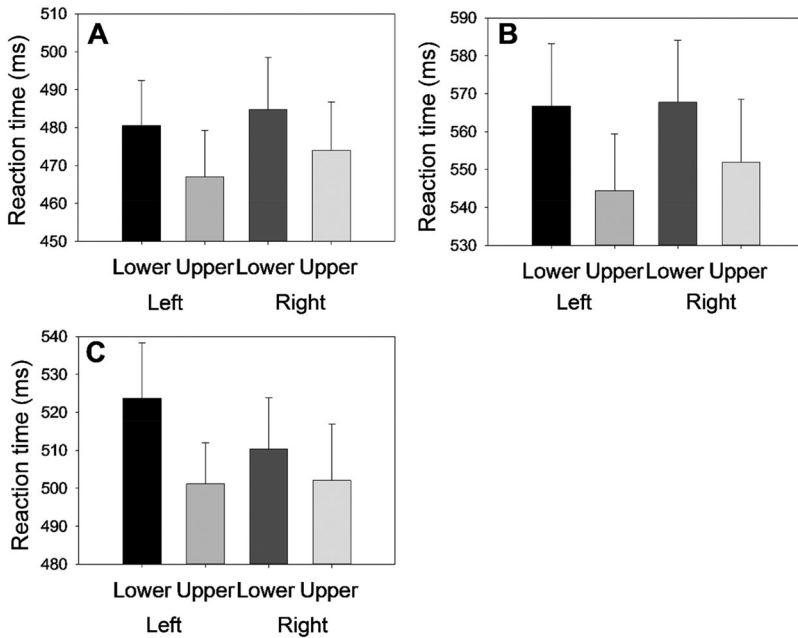 A
Reaction time (ms)
510
500
490
480
470
460
450
Lower Upper Lower Upper
Left Right
B
Reaction time (ms)
590
580
570
560
550
540
530
Lower Upper Lower Upper
Left Right
C
Reaction time (ms)
540
530
520
510
500
490
480
Lower Upper Lower Upper
Left Right